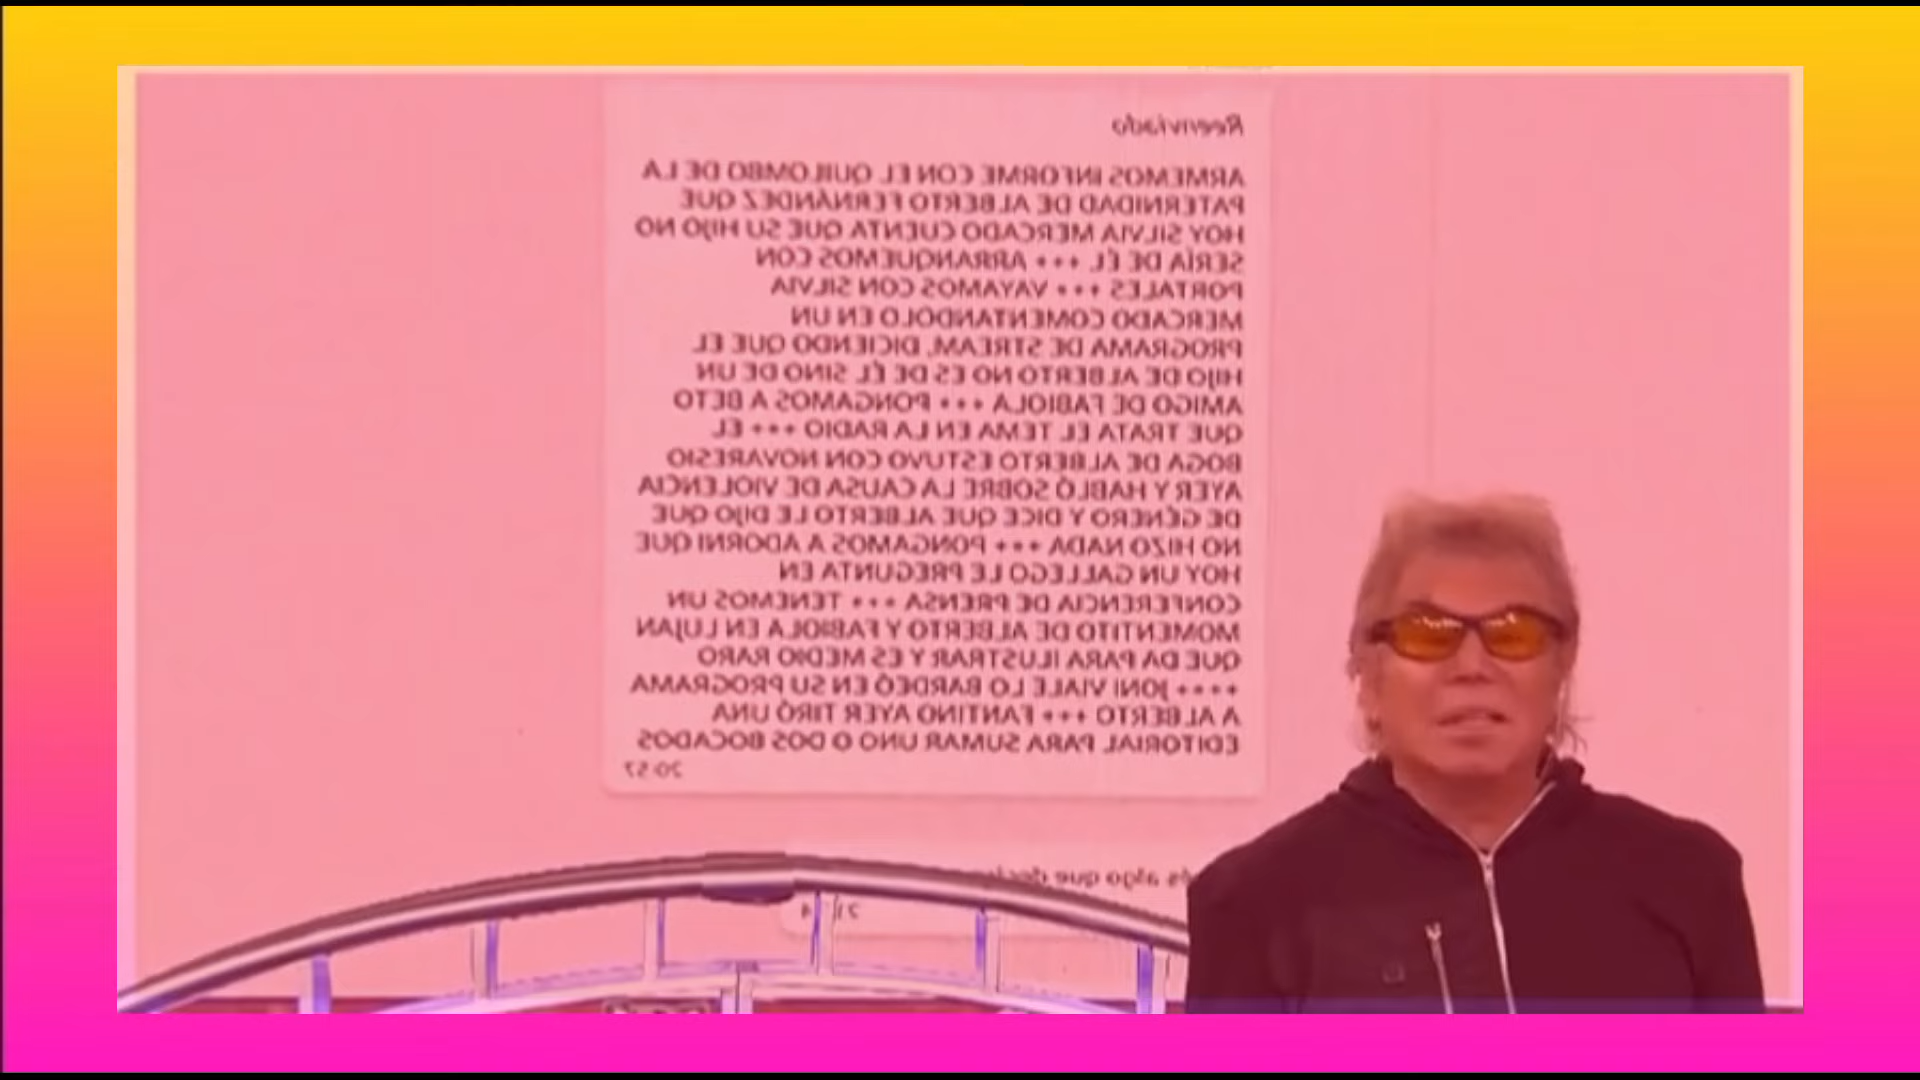 Reenviado
ARMEMOS INFORME CON EL QUILOMBO DE LA
PATERNIDAD DE ALBERTO FERNÁNDEZ QUE
HOY SILVIA MERCADO CUENTA QUE SU HIJO NO
SERÍA DE ÉL +++ ARRANQUEMOS CON
PORTALES +++ VAYAMOS CON SILVIA
MERCADO COMENTANDOLO EN UN
PROGRAMA DE STREAM, DICIENDO QUE EL
HIJO DE ALBERTO NO ES DE ÉL SINO DE UN
AMIGO DE FABIOLA +++ PONGAMOS A BETO
QUE TRATA EL TEMA EN LA RADIO +++ EL
BOGA DE ALBERTO ESTUVO CON NOVARESIO
AYER Y HABLÓ SOBRE LA CAUSA DE VIOLENCIA
DE GÉNERO Y DICE QUE ALBERTO LE DIJO QUE
NO HIZO NADA +++ PONGAMOS A ADORNI QUE
HOY UN GALLEGO LE PREGUNTA EN
CONFERENCIA DE PRENSA +++ TENEMOS UN
MOMENTITO DE ALBERTO Y FABIOLA EN LUJAN
QUE DA PARA ILUSTRAR Y ES MEDIO RARO
++++ JONI VIALE LO BARDEÓ EN SU PROGRAMA
A ALBERTO +++ FANTINO AYER TIRÓ UNA
EDITORIAL PARA SUMAR UNO O DOS BOCADOS
20:57
algo que